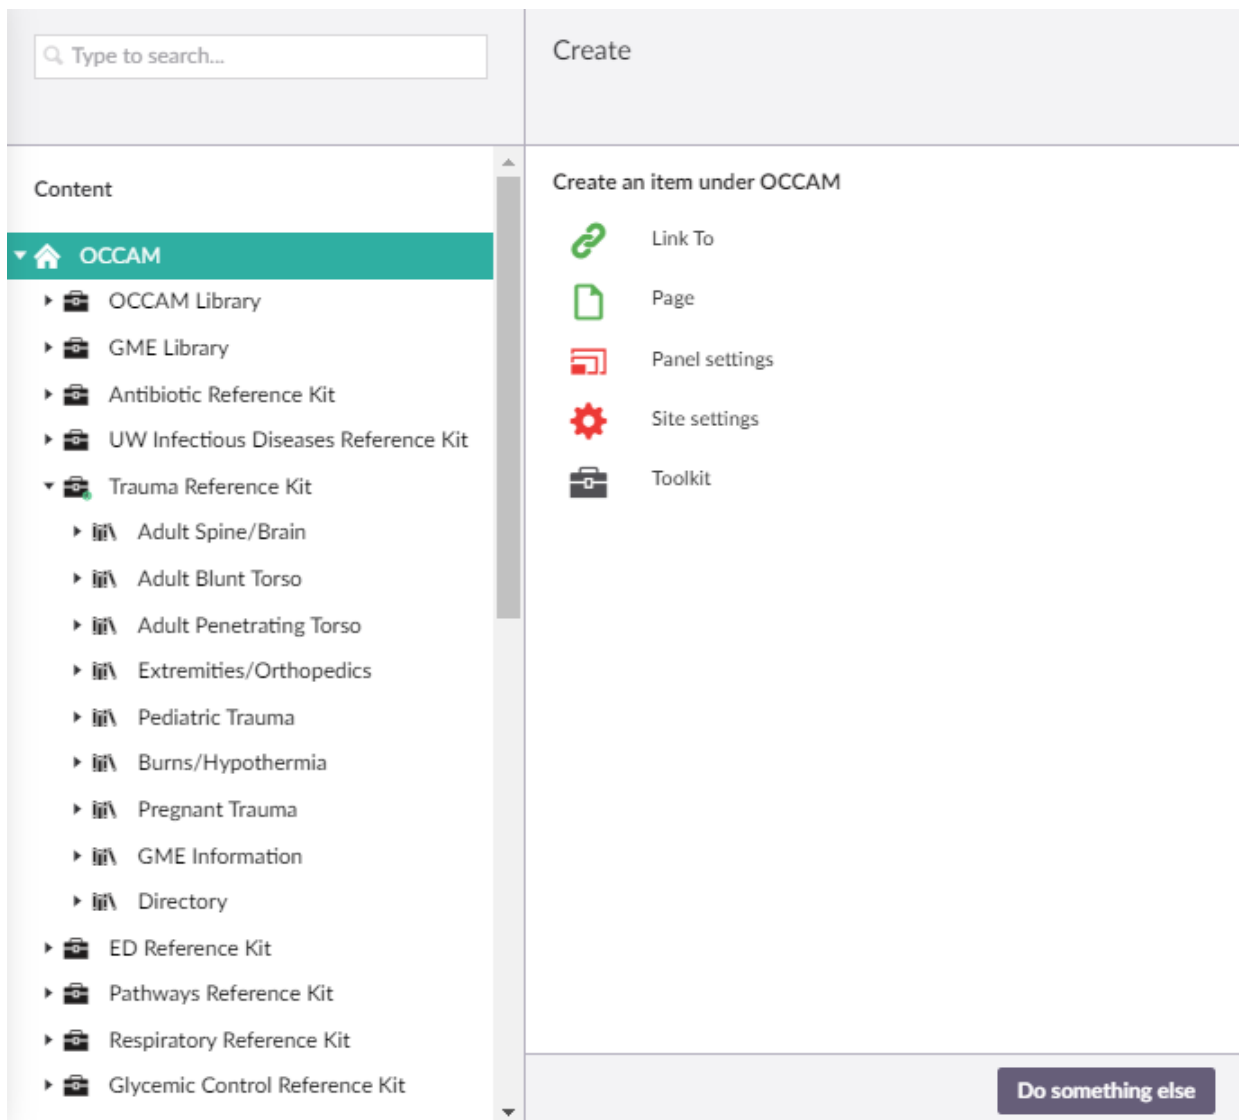 Type to search...
Create
Content
OCCAM
OCCAM Library
GME Library
Antibiotic Reference Kit
UW Infectious Diseases Reference Kit
Trauma Reference Kit
Adult Spine/Brain
Adult Blunt Torso
Adult Penetrating Torso
Extremities/Orthopedics
Pediatric Trauma
Burns/Hypothermia
Pregnant Trauma
GME Information
Directory
ED Reference Kit
Pathways Reference Kit
Respiratory Reference Kit
Glycemic Control Reference Kit
Create an item under OCCAM
Link To
Page
Panel settings
Site settings
Toolkit
Do something else